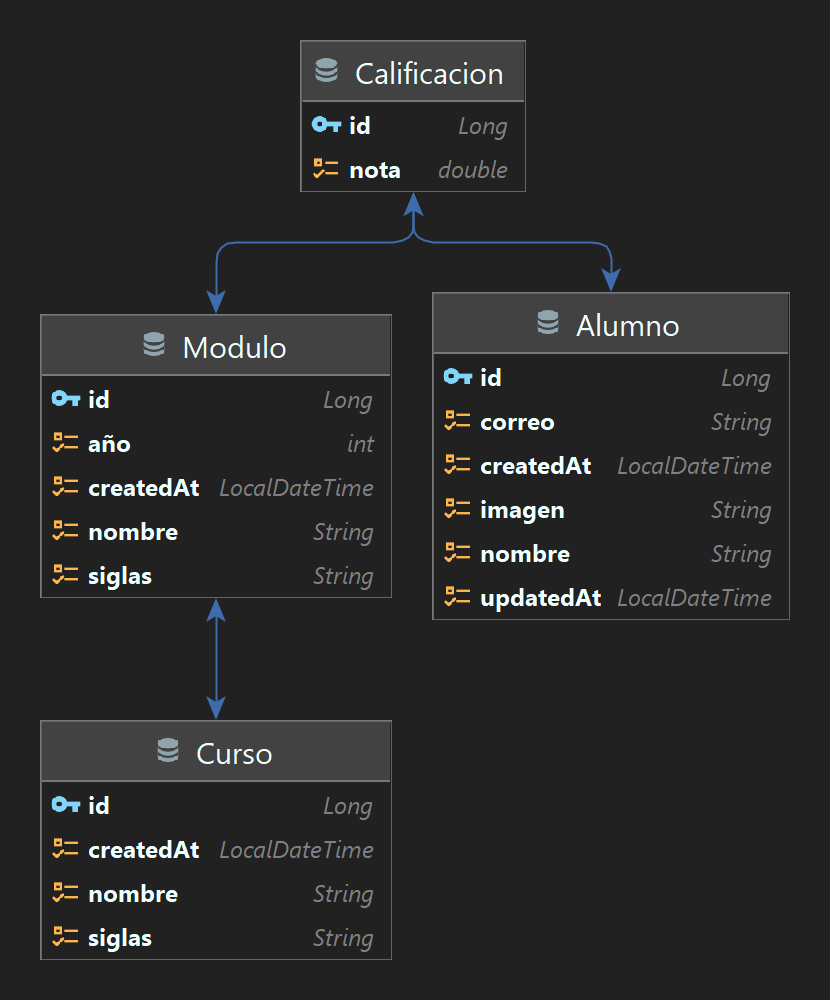 Calificacion
id Long
nota double
Modulo
id Long
año int
createdAt LocalDateTime
nombre String
siglas String
Alumno
id Long
correo String
createdAt LocalDateTime
imagen String
nombre String
updatedAt LocalDateTime
Curso
id Long
createdAt LocalDateTime
nombre String
siglas String